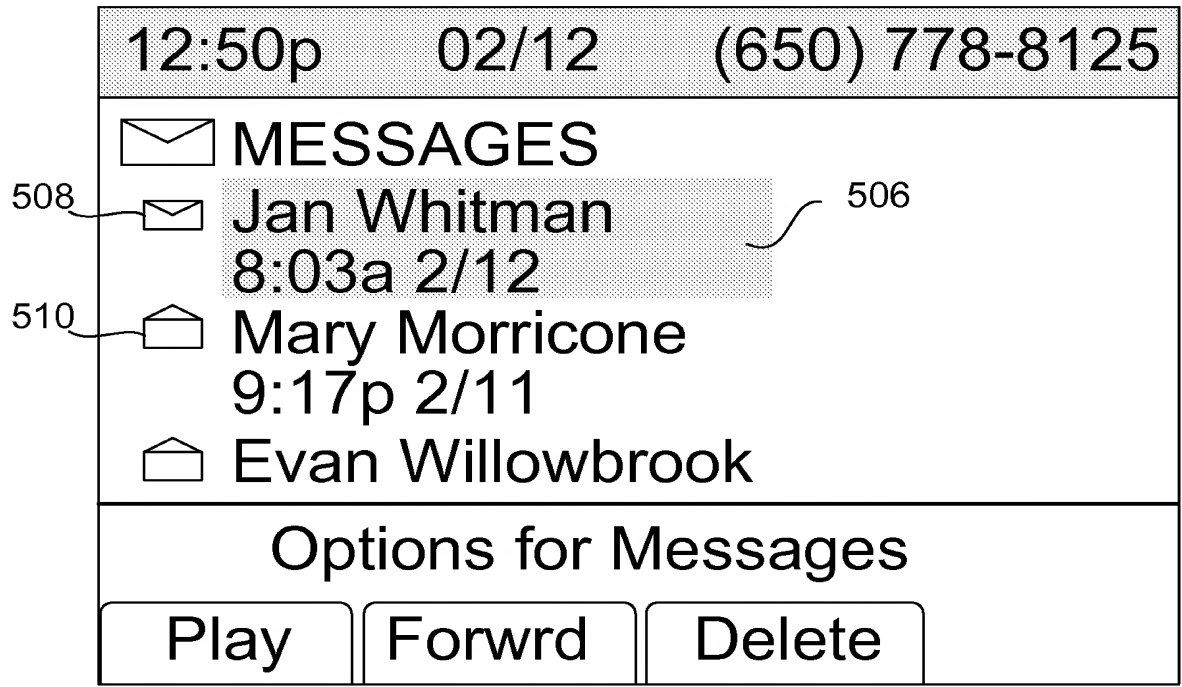 12:50p 02/12 (650) 778-8125
MESSAGES
508 Jan Whitman 506
8:03a 2/12
510 Mary Morricone
9:17p 2/11
Evan Willowbrook
Options for Messages
Play Forwrd Delete